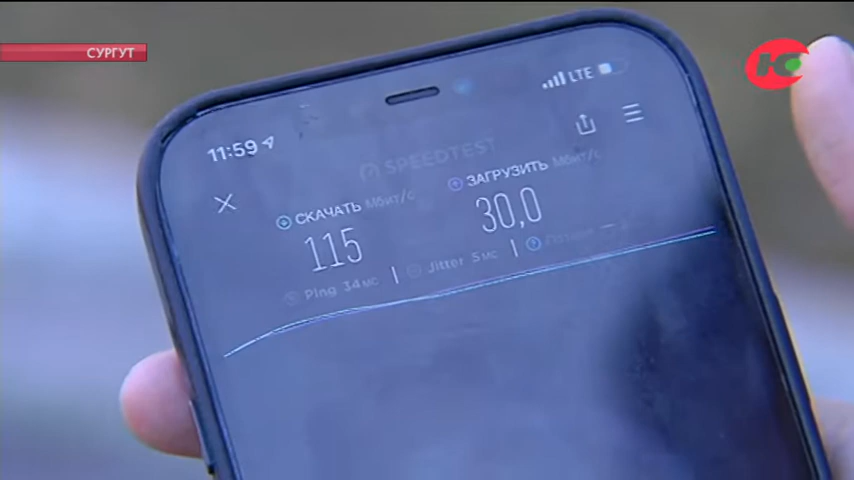 СУРГУТ
Ю
11:59
LTE
SPEEDTEST
СКАЧАТЬ Мбит/с
115
ЗАГРУЗИТЬ Мбит/с
30,0
Ping 34 мс
Jitter 5 мс